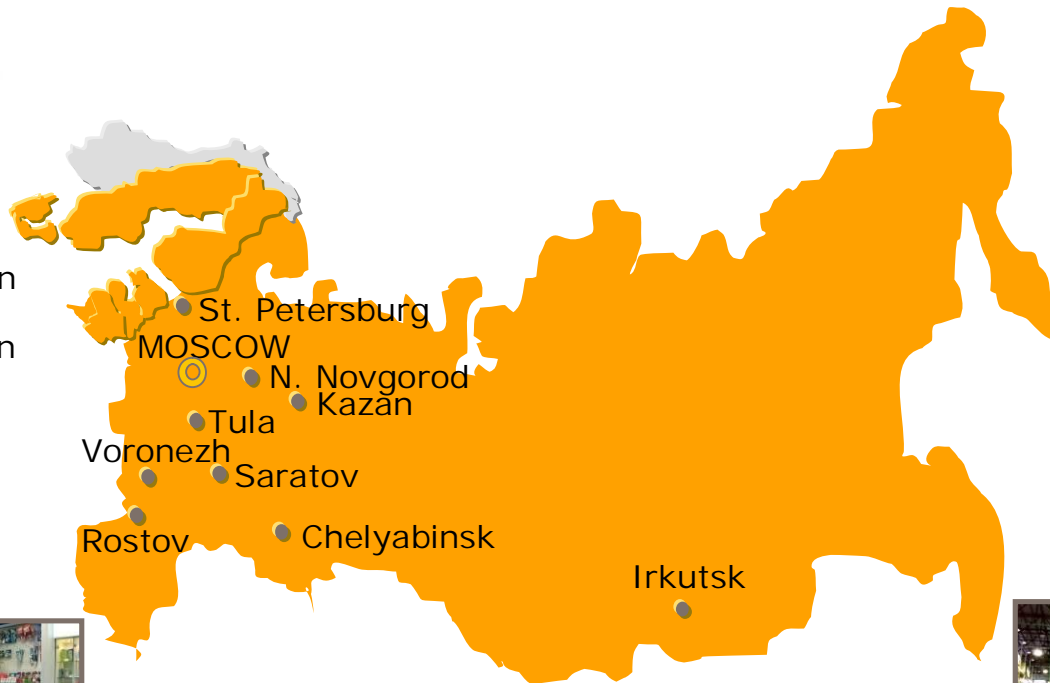 n
St. Petersburg
n
MOSCOW
N. Novgorod
Kazan
Tula
Voronezh
Saratov
Rostov
Chelyabinsk
Irkutsk